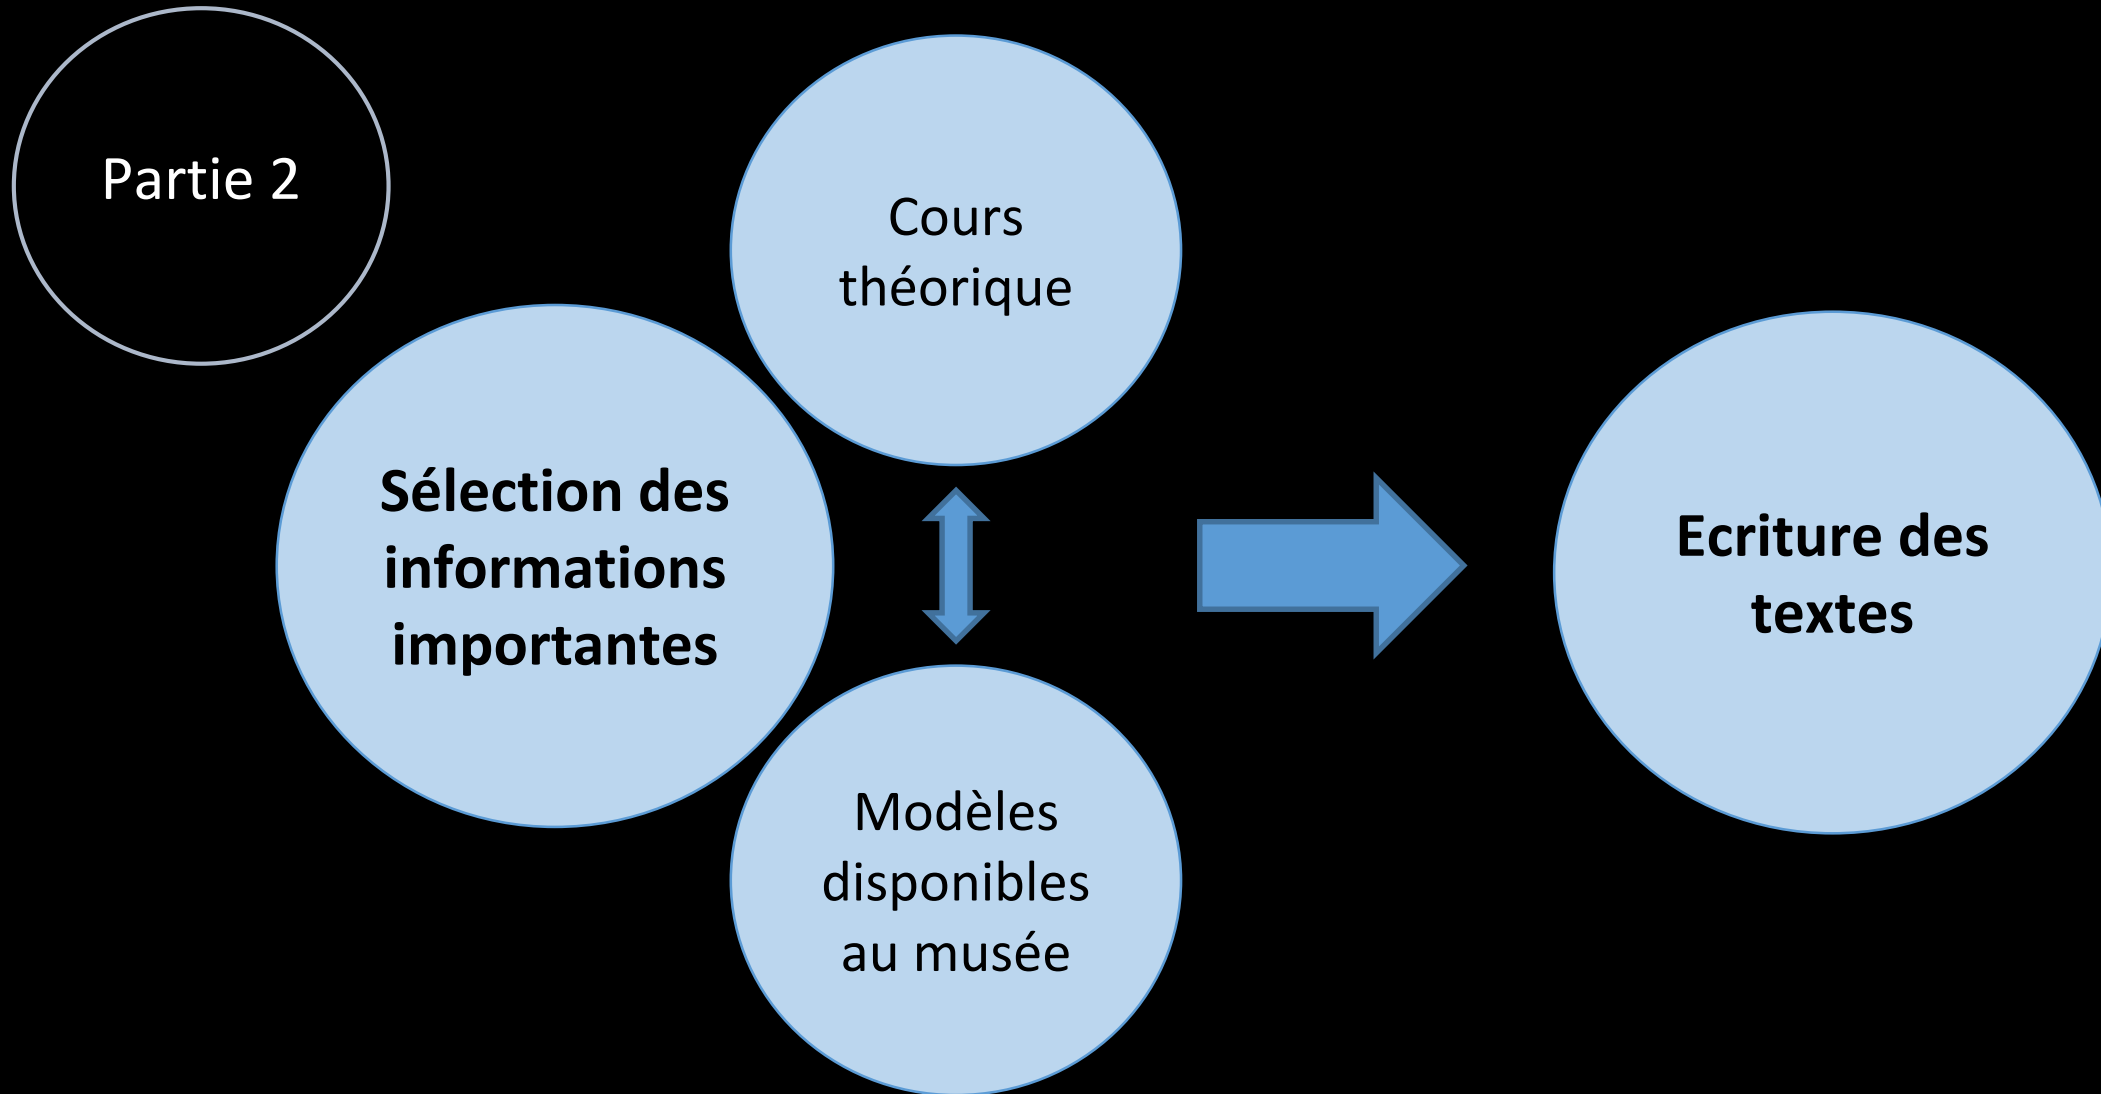 Partie 2
Cours
théorique
Sélection des
informations
importantes
Ecriture des
textes
Modèles
disponibles
au musée